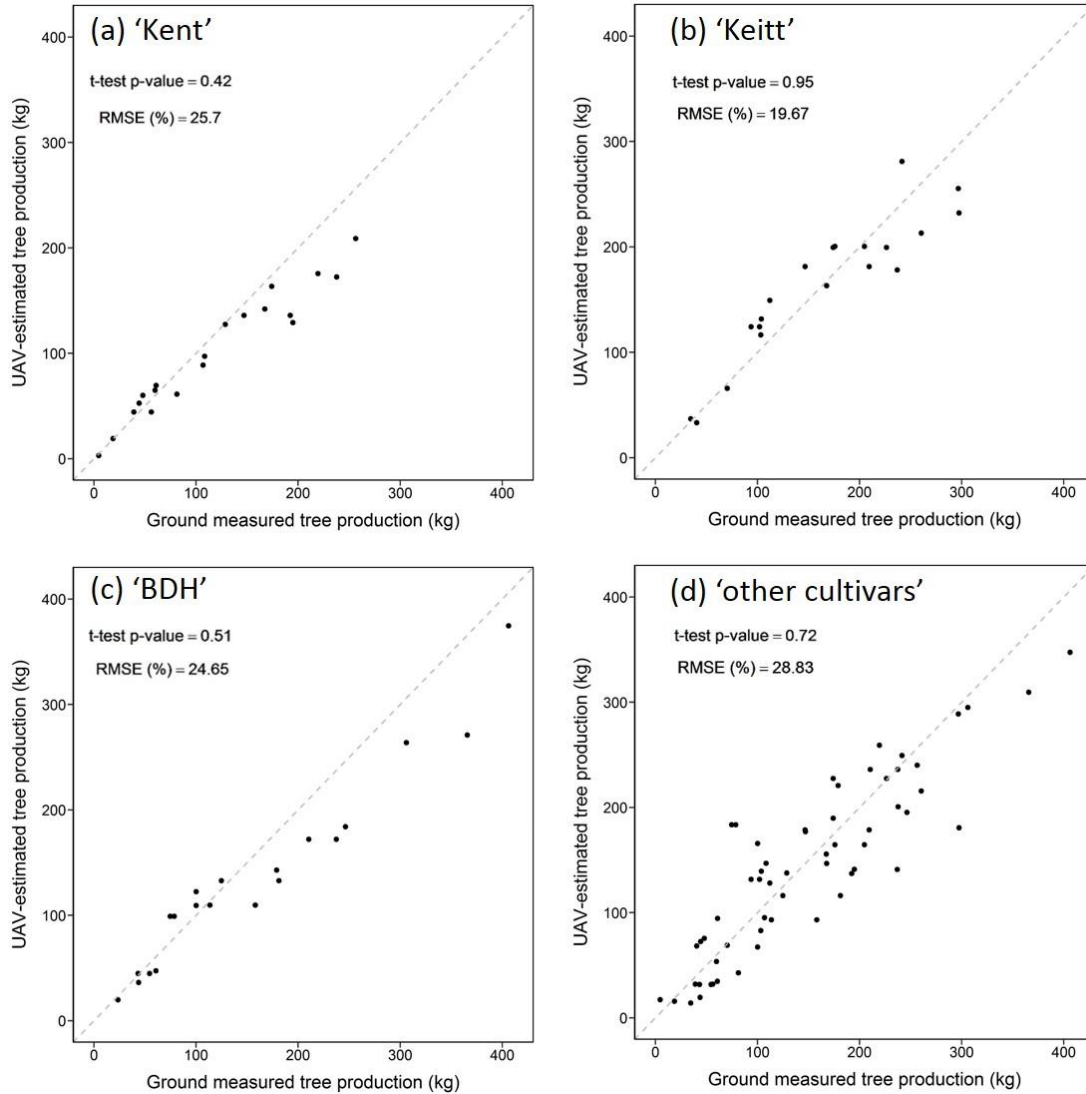 (a) ‘Kent’
t-test p-value = 0.42
RMSE (%) = 25.7
UAV-estimated tree production (kg)
400
300
200
100
0
0 100 200 300 400
Ground measured tree production (kg)
(b) ‘Keitt’
t-test p-value = 0.95
RMSE (%) = 19.67
UAV-estimated tree production (kg)
400
300
200
100
0
0 100 200 300 400
Ground measured tree production (kg)
(c) ‘BDH’
t-test p-value = 0.51
RMSE (%) = 24.65
UAV-estimated tree production (kg)
400
300
200
100
0
0 100 200 300 400
Ground measured tree production (kg)
(d) ‘other cultivars’
t-test p-value = 0.72
RMSE (%) = 28.83
UAV-estimated tree production (kg)
400
300
200
100
0
0 100 200 300 400
Ground measured tree production (kg)